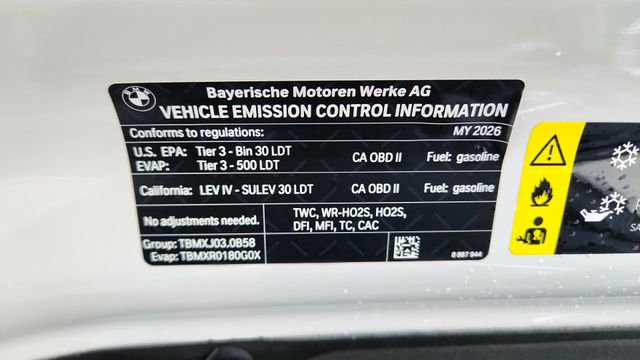 BMW
Bayerische Motoren Werke AG
VEHICLE EMISSION CONTROL INFORMATION
Conforms to regulations: MY 2026
U.S. EPA: Tier 3 - Bin 30 LDT CA OBD II Fuel: gasoline
EVAP: Tier 3 - 500 LDT
California: LEV IV - SULEV 30 LDT CA OBD II Fuel: gasoline
No adjustments needed.
TWC, WR-HO2S, HO2S,
DFI, MFI, TC, CAC
Group: TBMXJ03.0B58
Evap: TBMXR0180G0X
8 887 944